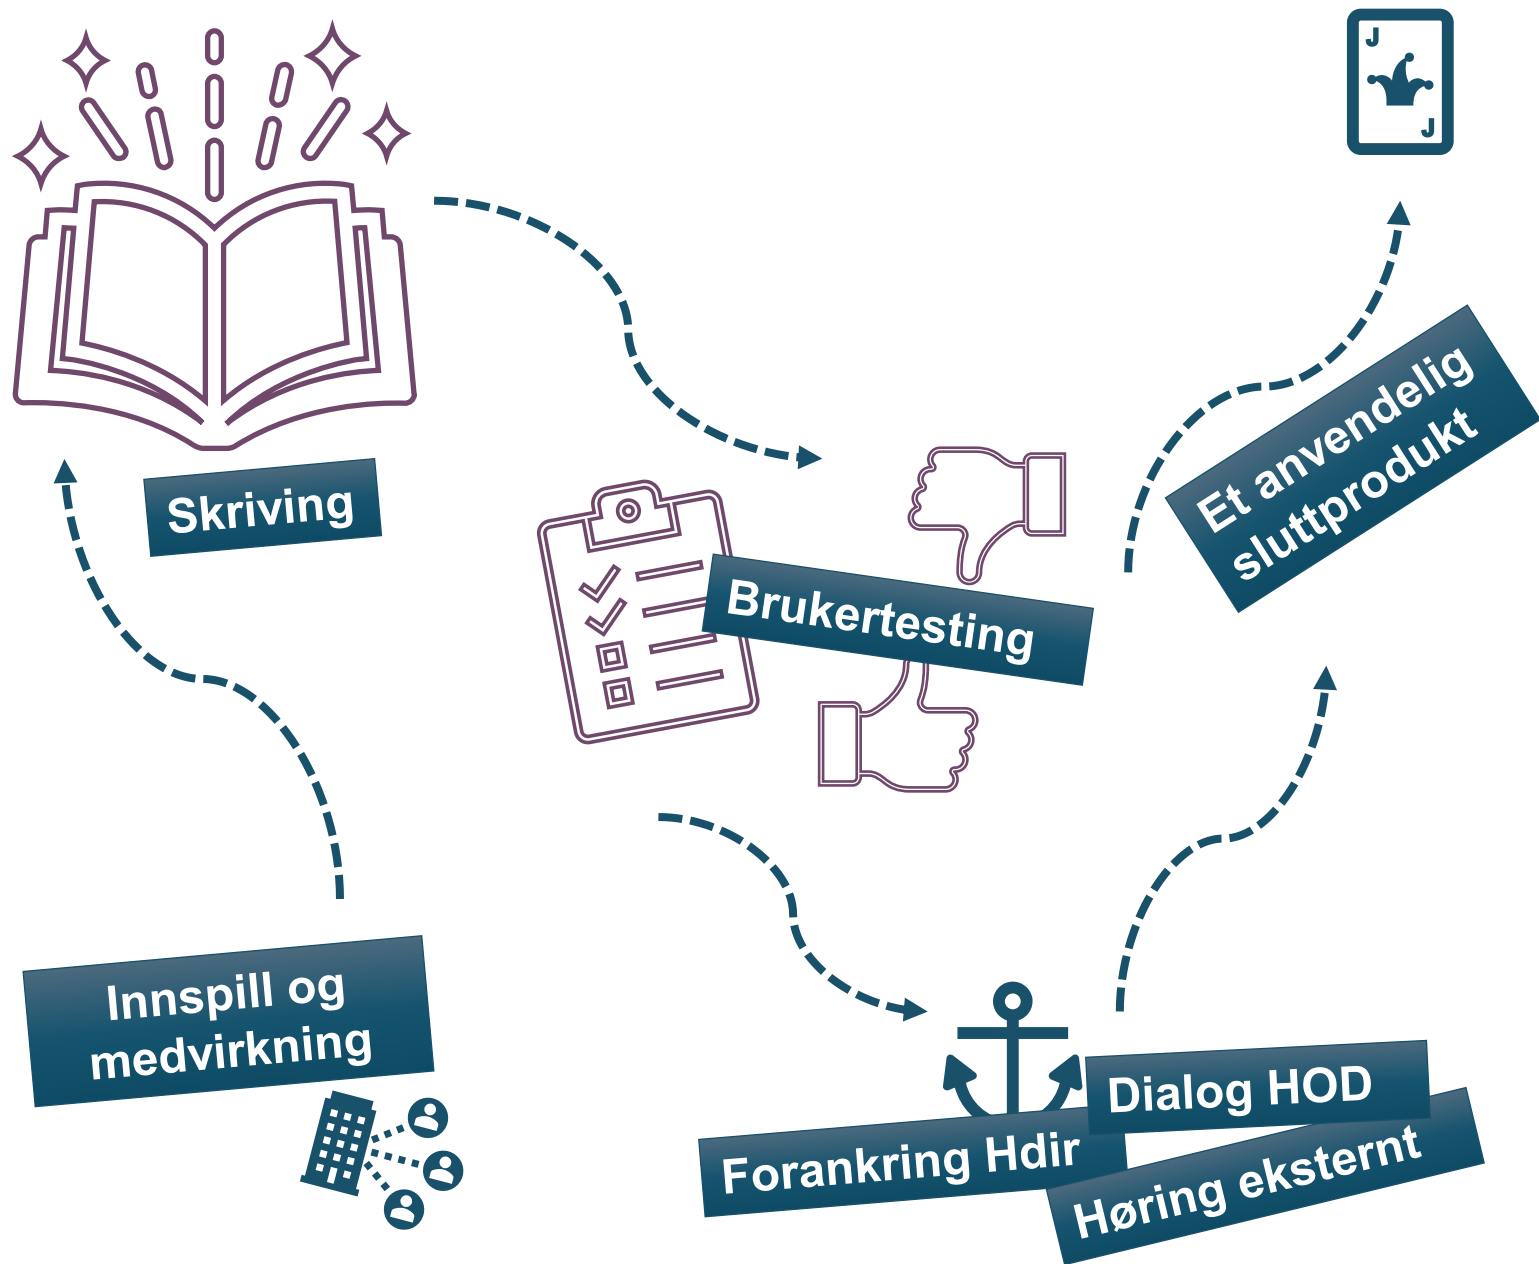 J
J
Skriving
Et anvendelig
sluttprodukt
Brukertesting
Innspill og
medvirkning
Dialog HOD
Forankring Hdir
Høring eksternt